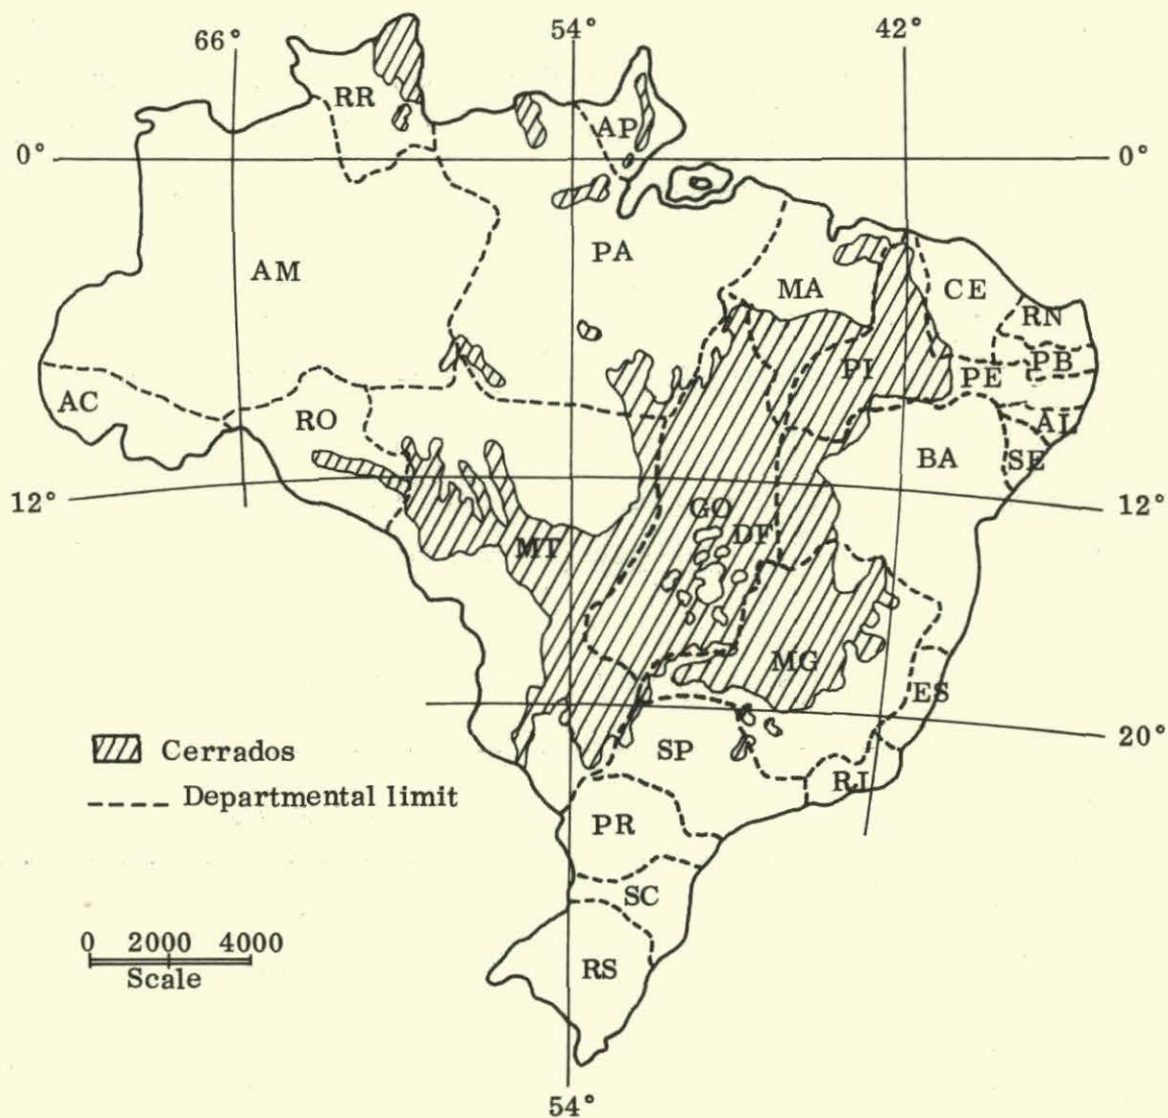 66°
54°
42°
RR
AP
0°
0°
AM
PA
MA
CE
RN
PI
PE
PB
AC
RO
AL
BA
SE
12°
12°
GO
DF
MT
MG
ES
20°
SP
RJ
Cerrados
Departmental limit
PR
SC
0 2000 4000
Scale
RS
54°